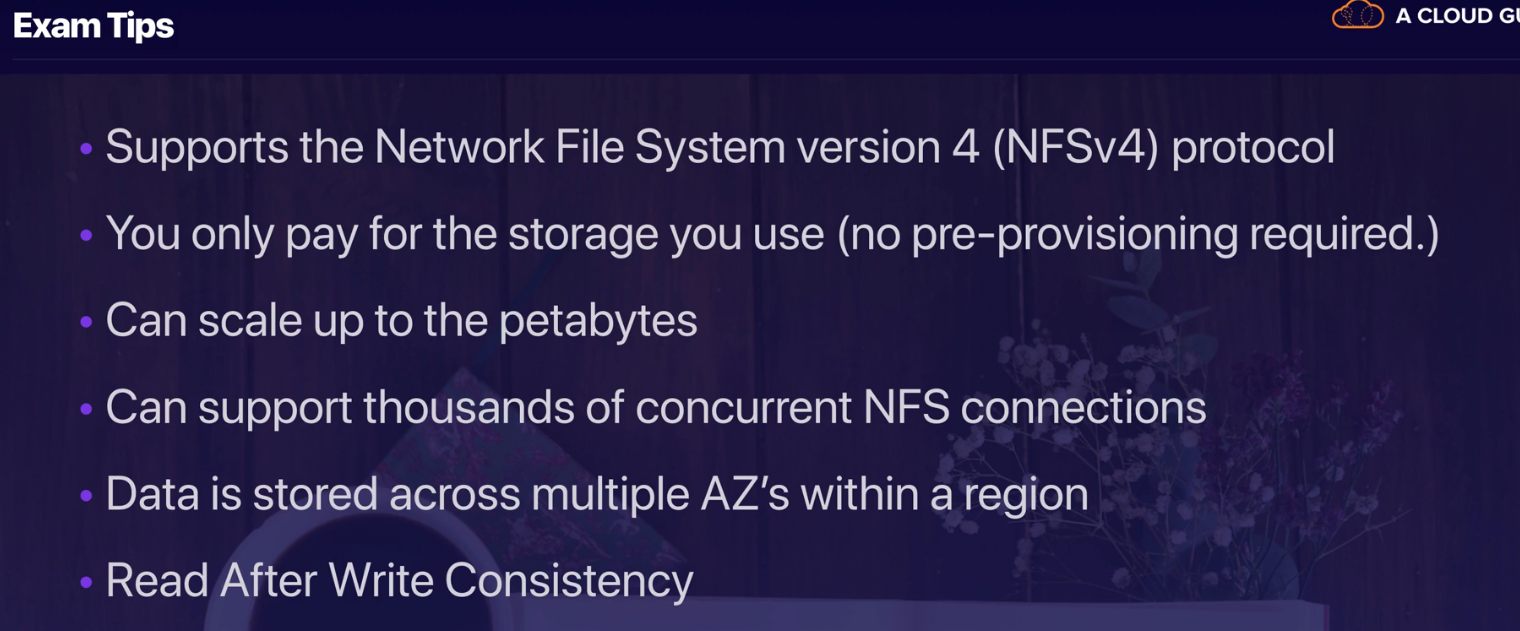 Exam Tips
A CLOUD GU
• Supports the Network File System version 4 (NFSv4) protocol
• You only pay for the storage you use (no pre-provisioning required.)
• Can scale up to the petabytes
• Can support thousands of concurrent NFS connections
• Data is stored across multiple AZ’s within a region
• Read After Write Consistency